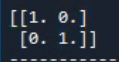 [[1. 0.]
 [0. 1.]]
-----------